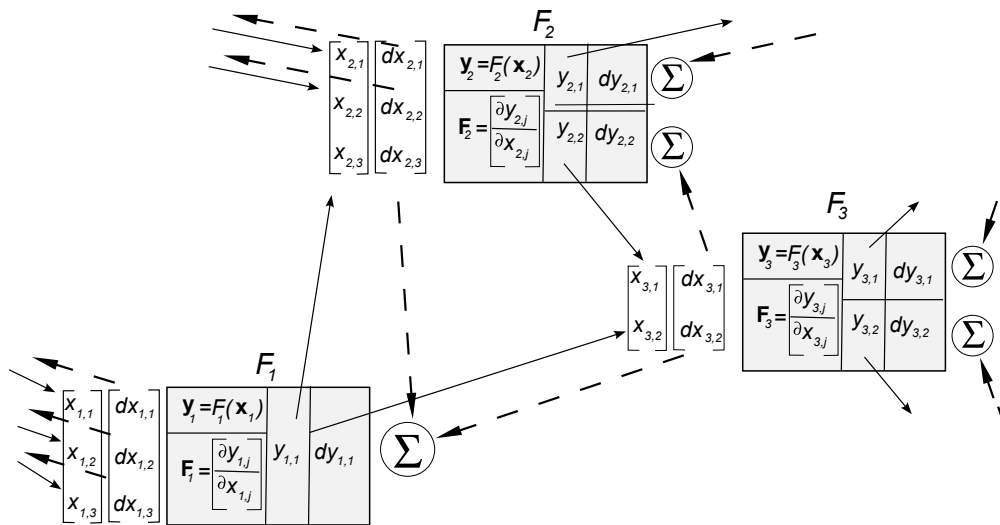 F₂
x₂,₁ dx₂,₁
x₂,₂ dx₂,₂
x₂,₃ dx₂,₃
y₂=F₂(x₂)
F₂=[∂y₂,ⱼ/∂x₂,ⱼ]
y₂,₁ dy₂,₁ Σ
y₂,₂ dy₂,₂ Σ
F₃
x₃,₁ dx₃,₁
x₃,₂ dx₃,₂
y₃=F₃(x₃)
F₃=[∂y₃,ⱼ/∂x₃,ⱼ]
y₃,₁ dy₃,₁ Σ
y₃,₂ dy₃,₂ Σ
F₁
x₁,₁ dx₁,₁
x₁,₂ dx₁,₂
x₁,₃ dx₁,₃
y₁=F₁(x₁)
F₁=[∂y₁,ⱼ/∂x₁,ⱼ]
y₁,₁ dy₁,₁ Σ